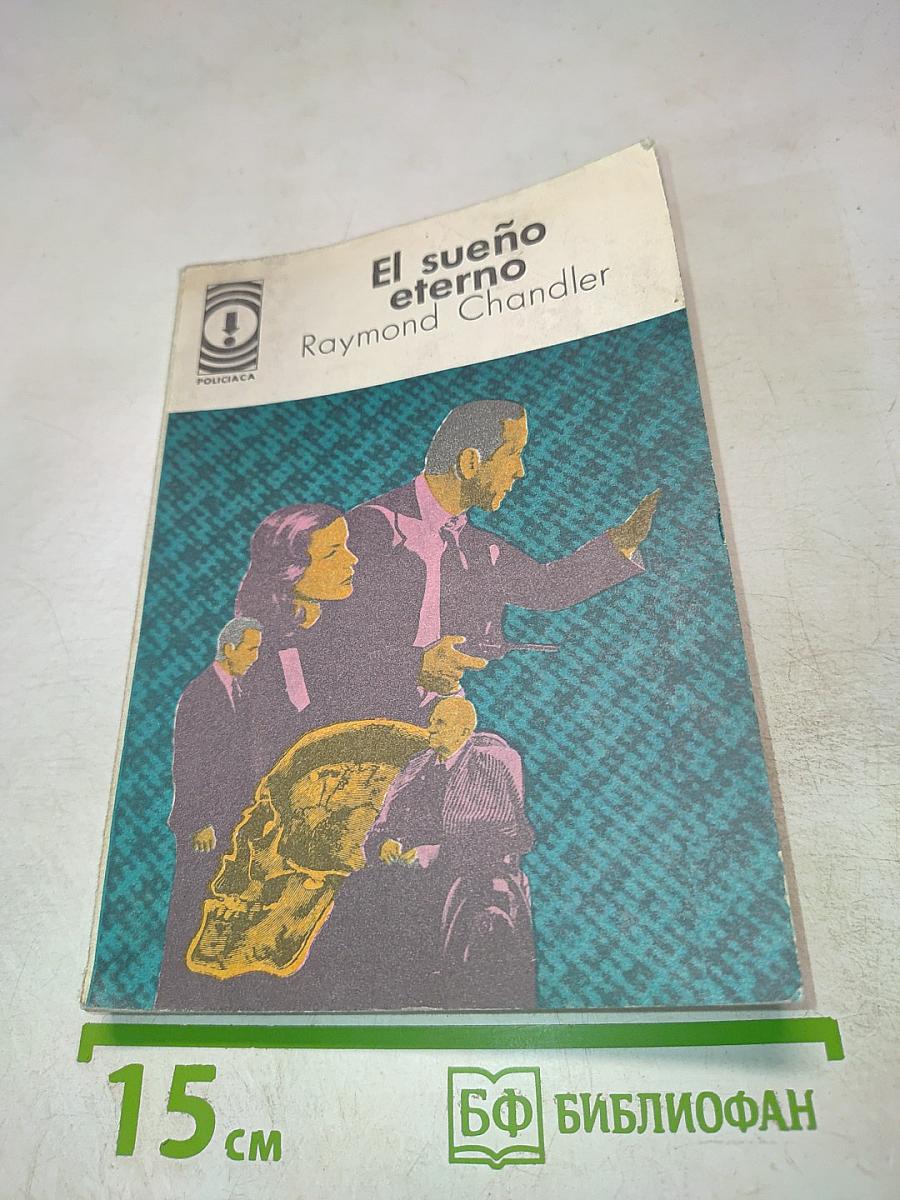 El sueño
eterno
Raymond Chandler
POLICIACA
15 см
БФ БИБЛИОФАН